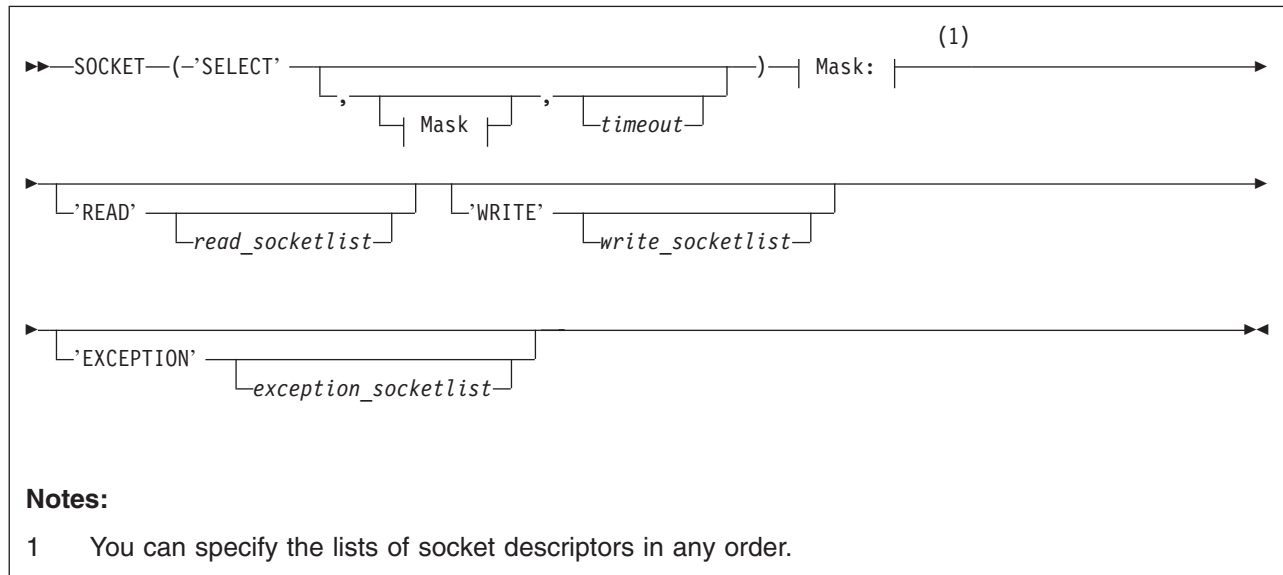 (1)
SOCKET ( ’SELECT’ ) Mask:
, Mask , timeout
’READ’ ’WRITE’
read_socketlist write_socketlist
’EXCEPTION’
exception_socketlist
Notes:
1 You can specify the lists of socket descriptors in any order.